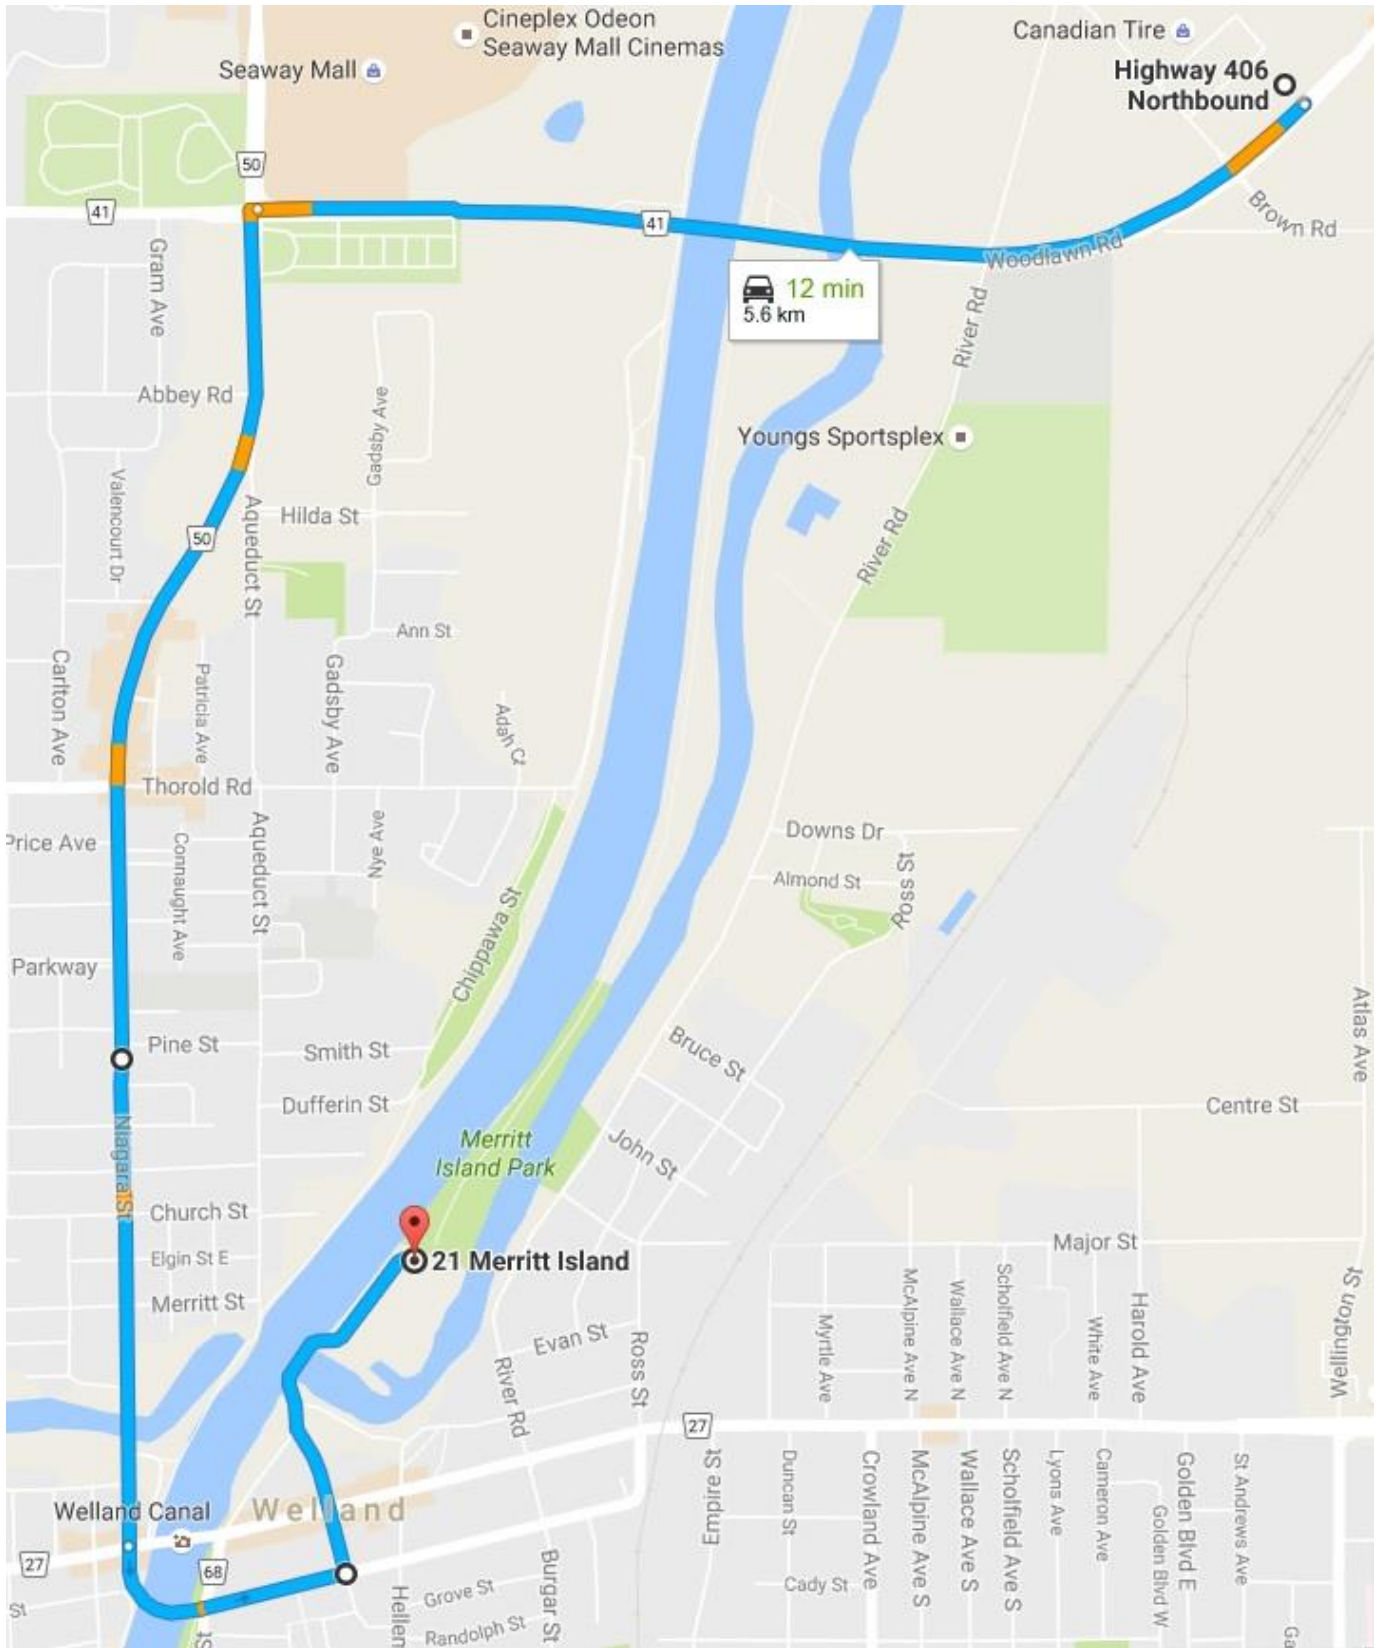 Cineplex Odeon
Seaway Mall Cinemas
Canadian Tire
Seaway Mall
Highway 406
Northbound
50
41
41
Brown Rd
Woodlawn Rd
Gram Ave
12 min
5.6 km
River Rd
Abbey Rd
Gadsby Ave
Youngs Sportsplex
Valencourt Dr
Aqueduct St
Hilda St
50
River Rd
Ann St
Carlton Ave
Patricia Ave
Gadsby Ave
Adah Ct
Thorold Rd
Price Ave
Connaught Ave
Aqueduct St
Nye Ave
Downs Dr
Almond St
Ross St
Chippawa St
Parkway
Atlas Ave
Pine St
Smith St
Bruce St
Dufferin St
Centre St
Niagara St
Merritt
Island Park
John St
Church St
Elgin St E
21 Merritt Island
Major St
Merritt St
McAlpine Ave N
Wallace Ave N
Scholfield Ave N
Harold Ave
Wellington St
Evan St
Ross St
Myrtle Ave
White Ave
River Rd
27
Welland Canal
Welland
Empire St
Duncan St
Crowland Ave
McAlpine Ave S
Wallace Ave S
Scholfield Ave S
Lyons Ave
Cameron Ave
Golden Blvd W
Golden Blvd E
St Andrews Ave
27
68
Burgar St
Hellen
Grove St
Cady St
St
Randolph St
St
Ga